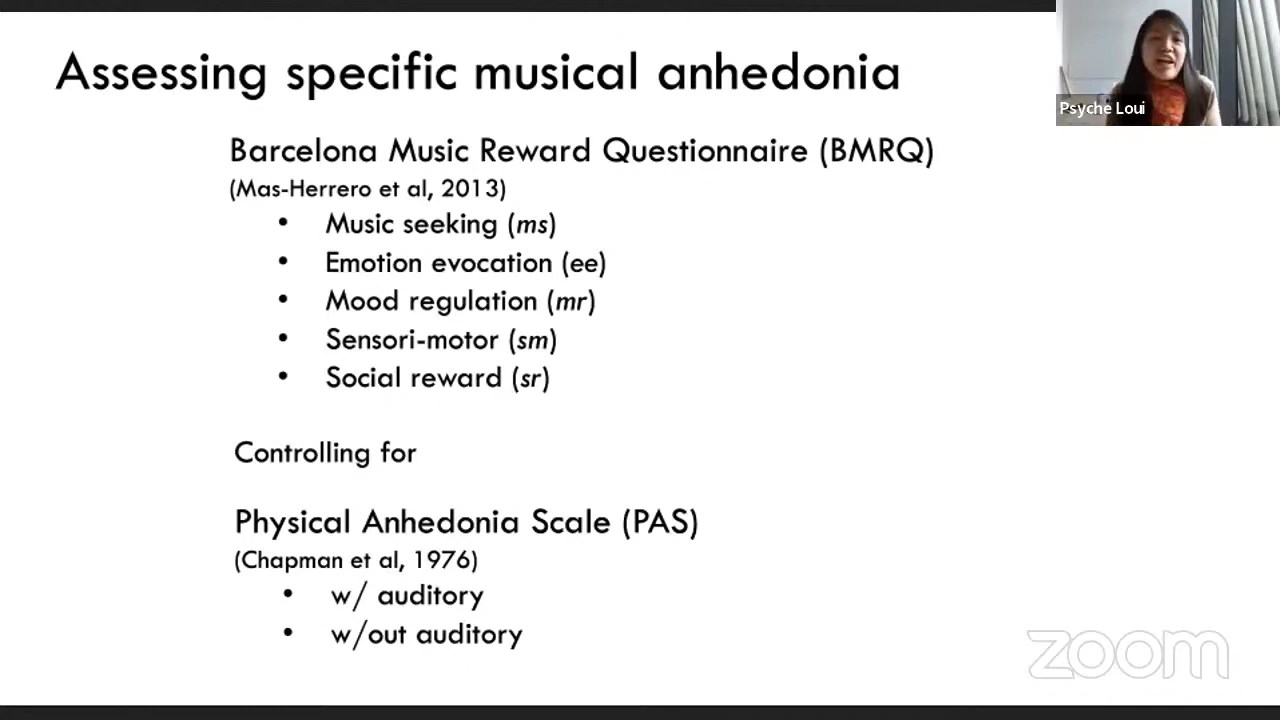 Assessing specific musical anhedonia
Psyche Loui
Barcelona Music Reward Questionnaire (BMRQ)
(Mas-Herrero et al, 2013)
• Music seeking (ms)
• Emotion evocation (ee)
• Mood regulation (mr)
• Sensori-motor (sm)
• Social reward (sr)
Controlling for
Physical Anhedonia Scale (PAS)
(Chapman et al, 1976)
• w/ auditory
• w/out auditory
zoom